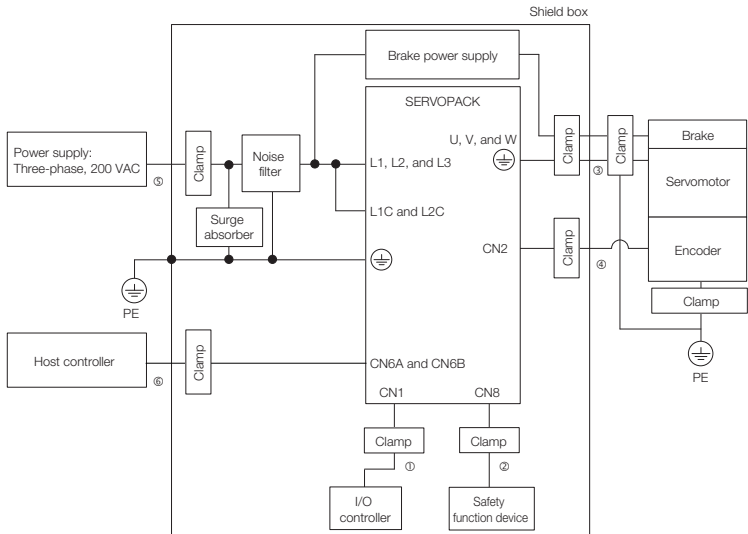 Shield box
Brake power supply
SERVOPACK
U, V, and W
Clamp
Clamp
Brake
Power supply:
Three-phase, 200 VAC
⑤
Clamp
Noise
filter
L1, L2, and L3
③
Servomotor
L1C and L2C
Surge
absorber
CN2
Clamp
④
Encoder
PE
Clamp
Host controller
⑥
Clamp
CN6A and CN6B
PE
CN1
CN8
Clamp
①
Clamp
②
I/O
controller
Safety
function device